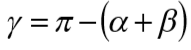 γ = π − (α + β)